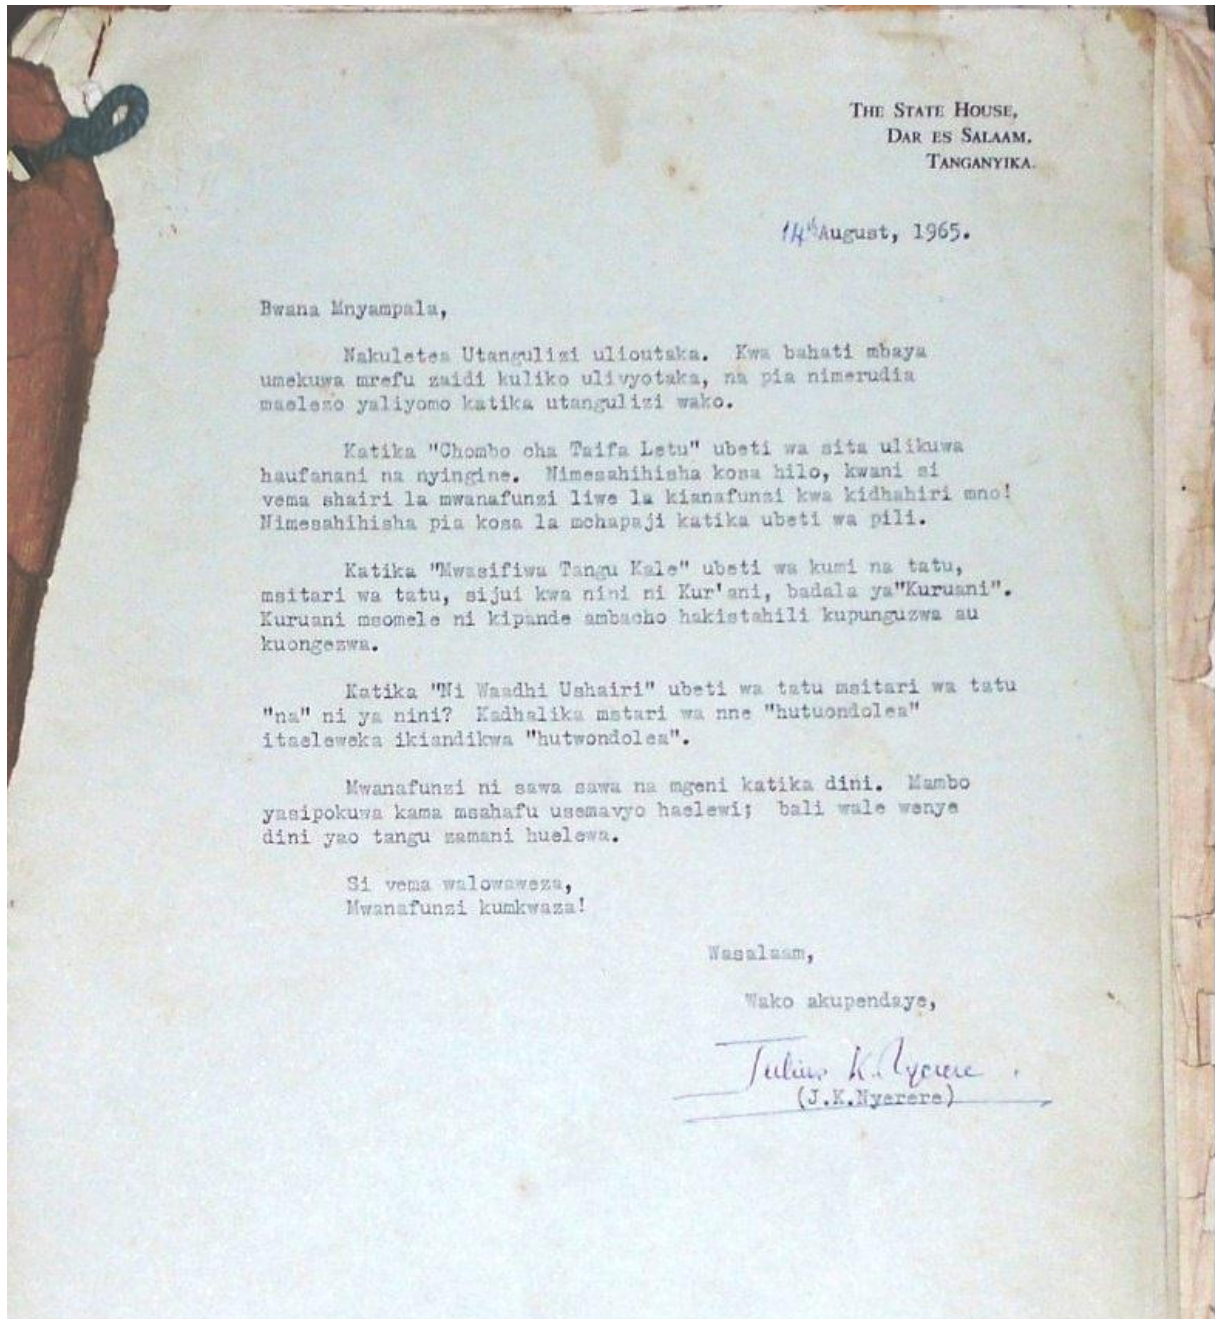 THE STATE HOUSE,
DAR ES SALAAM.
TANGANYIKA.
14th August, 1965.
Bwana Mnyampala,
Nakuletea Utangulizi ulioutaka. Kwa bahati mbaya
umekuwa mrefu zaidi kuliko ulivyotaka, na pia nimerudia
maelezo yaliyomo katika utangulizi wako.
Katika "Chombo cha Taifa Letu" ubeti wa sita ulikuwa
haufanani na nyingine. Nimesahihisha kosa hilo, kwani si
vema shairi la mwanafunzi liwe la kianafunzi kwa kidhahiri mno!
Nimesahihisha pia kosa la mchapaji katika ubeti wa pili.
Katika "Mwasifiwa Tangu Kale" ubeti wa kumi na tatu,
msitari wa tatu, sijui kwa nini ni Kur'ani, badala ya"Kuruani".
Kuruani msomele ni kipande ambacho hakistahili kupunguzwa au
kuongezwa.
Katika "Ni Waadhi Ushairi" ubeti wa tatu msitari wa tatu
"na" ni ya nini? Kadhalika mstari wa nne "hutuondolea"
itaeleweka ikiandikwa "hutwondolea".
Mwanafunzi ni sawa sawa na mgeni katika dini. Mambo
yasipokuwa kama msahafu usemavyo haelewi; bali wale wenye
dini yao tangu zamani huelewa.
Si vema walowaweza,
Mwanafunzi kumkwaza!
Wasalaam,
Wako akupendaye,
Julius K. Nyerere
(J.K.Nyerere)